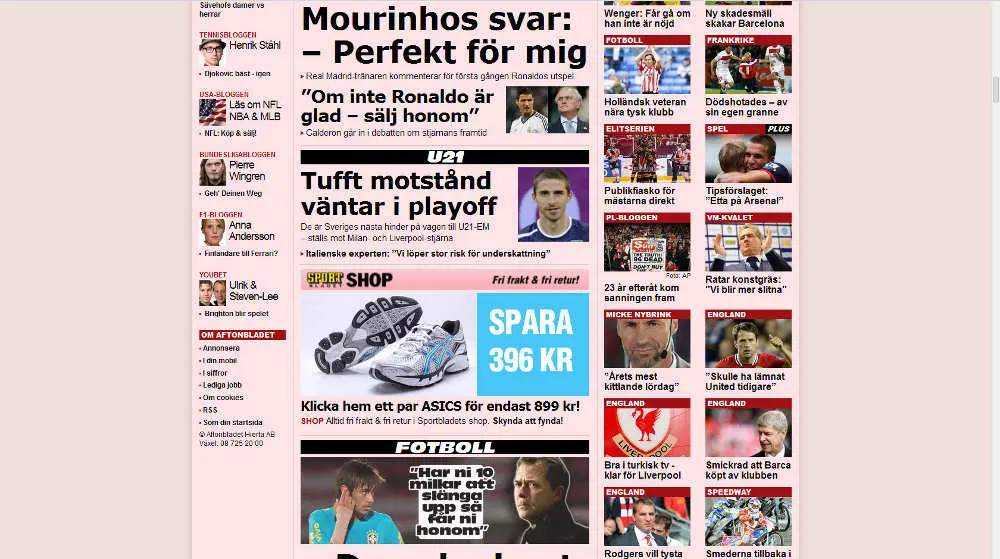 Sävehofs damer vs
herrar
TENNISBLOGGEN
Henrik Ståhl
Djokovic bäst - igen
USA-BLOGGEN
Läs om NFL
NBA & MLB
NFL: Köp & sälj!
BUNDESLIGABLOGGEN
Pierre
Wingren
Geh' Deinen Weg
F1-BLOGGEN
Anna
Andersson
Finländare till Ferrari?
YOUBET
Ulrik &
Steven-Lee
Brighton blir spelet
OM AFTONBLADET
Annonsera
I din mobil
I siffror
Lediga jobb
Om cookies
RSS
Som din startsida
© Aftonbladet Hierta AB
Växel: 08 725 20 00
Mourinhos svar:
– Perfekt för mig
Real Madrid-tränaren kommenterar för första gången Ronaldos utspel
”Om inte Ronaldo är
glad – sälj honom”
Calderon går in i debatten om stjärnans framtid
U21
Tufft motstånd
väntar i playoff
De är Sveriges nästa hinder på vägen till U21-EM
– ställs mot Milan- och Liverpool-stjärna
Italienske experten: ”Vi löper stor risk för underskattning”
SPORT
BLADET
SHOP
Fri frakt & fri retur!
SPARA
396 KR
Klicka hem ett par ASICS för endast 899 kr!
SHOP Alltid fri frakt & fri retur i Sportbladets shop. Skynda att fynda!
FOTBOLL
”Har ni 10
millar att
slänga
upp så
får ni
honom”
Wenger: Får gå om
han inte är nöjd
FOTBOLL
Holländsk veteran
nära tysk klubb
ELITSERIEN
Publikfiasko för
mästarna direkt
PL-BLOGGEN
THE TRUTH
96 DEAD
DON'T BUY
Foto: AP
23 år efteråt kom
sanningen fram
MICKE NYBRINK
”Årets mest
kittlande lördag”
ENGLAND
LIVERPOOL
Bra i turkisk tv -
klar för Liverpool
ENGLAND
Rodgers vill tysta
Ny skadesmäll
skakar Barcelona
FRANKRIKE
Dödshotades – av
sin egen granne
SPEL
PLUS
Tipsförslaget:
”Etta på Arsenal”
VM-KVALET
Ratar konstgräs:
”Vi blir mer slitna”
ENGLAND
”Skulle ha lämnat
United tidigare”
ENGLAND
Smickrad att Barca
köpt av klubben
SPEEDWAY
Smederna tillbaka i